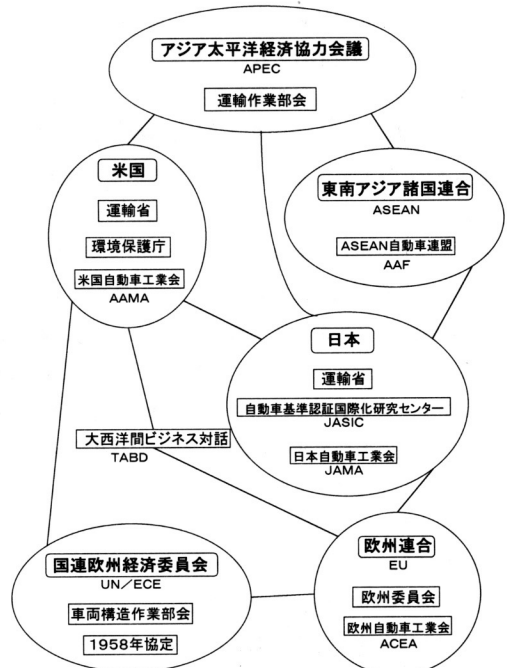 アジア太平洋経済協力会議
APEC
運輸作業部会
米国
運輸省
環境保護庁
米国自動車工業会
AAMA
東南アジア諸国連合
ASEAN
ASEAN自動車連盟
AAF
日本
運輸省
自動車基準認証国際化研究センター
JASIC
日本自動車工業会
JAMA
大西洋間ビジネス対話
TABD
国連欧州経済委員会
UN/ECE
車両構造作業部会
1958年協定
欧州連合
EU
欧州委員会
欧州自動車工業会
ACEA